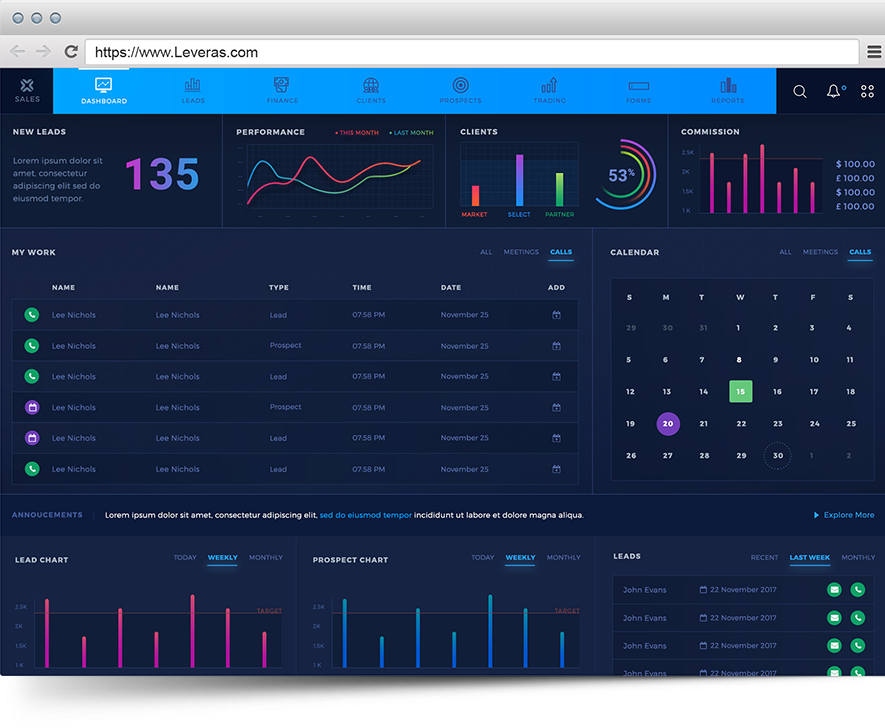 https://www.Leveras.com
SALES
DASHBOARD LEADS FINANCE CLIENTS PROSPECTS TRADING FORMS REPORTS
NEW LEADS
Lorem ipsum dolor sit
amet, consectetur
adipiscing elit sed do
eiusmod tempor.
135
PERFORMANCE THIS MONTH LAST MONTH
CLIENTS
MARKET SELECT PARTNER
53%
COMMISSION
2.5K
2K
1.5K
1 K
$ 100.00
£ 100.00
$ 100.00
£ 100.00
MY WORK ALL MEETINGS CALLS
NAME NAME TYPE TIME DATE ADD
Lee Nichols Lee Nichols Lead 07:58 PM November 25
Lee Nichols Lee Nichols Prospect 07:58 PM November 25
Lee Nichols Lee Nichols Lead 07:58 PM November 25
Lee Nichols Lee Nichols Prospect 07:58 PM November 25
Lee Nichols Lee Nichols Lead 07:58 PM November 25
Lee Nichols Lee Nichols Lead 07:58 PM November 25
CALENDAR ALL MEETINGS CALLS
S M T W T F S
29 30 31 1 2 3 4
5 6 7 8 9 10 11
12 13 14 15 16 17 18
19 20 21 22 23 24 25
26 27 28 29 30 1 2
ANNOUCEMENTS Lorem ipsum dolor sit amet, consectetur adipiscing elit, sed do eiusmod tempor incididunt ut labore et dolore magna aliqua. Explore More
LEAD CHART TODAY WEEKLY MONTHLY
2.5K
2K
1.5K
1 K
TARGET
PROSPECT CHART TODAY WEEKLY MONTHLY
2.5K
2K
1.5K
1 K
TARGET
LEADS RECENT LAST WEEK MONTHLY
John Evans 22 November 2017
John Evans 22 November 2017
John Evans 22 November 2017
John Evans 22 November 2017